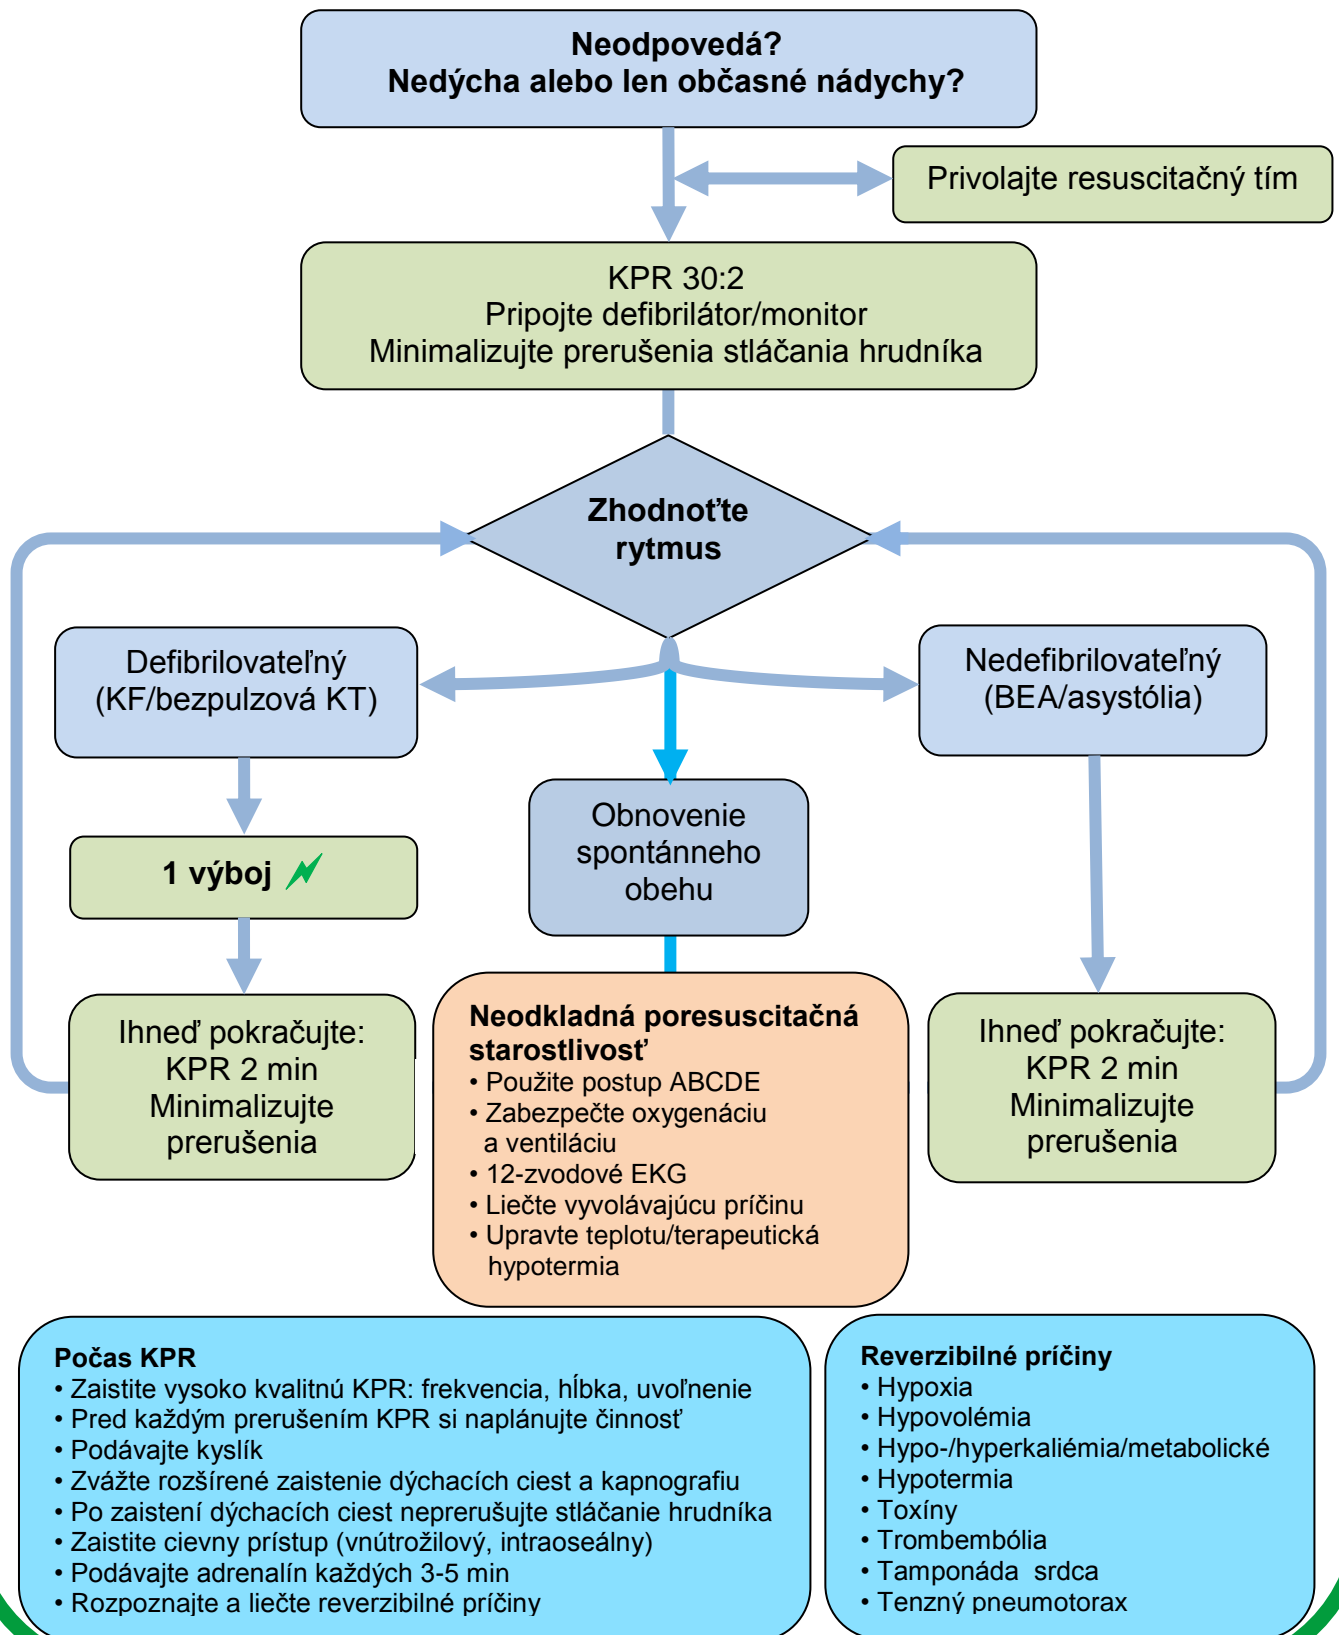 Neodpovedá?
Nedýcha alebo len občasné nádychy?
Privolajte resuscitačný tím
KPR 30:2
Pripojte defibrilátor/monitor
Minimalizujte prerušenia stláčania hrudníka
Zhodnoťte
rytmus
Defibrilovateľný
(KF/bezpulzová KT)
Nedefibrilovateľný
(BEA/asystólia)
1 výboj
Obnovenie
spontánneho
obehu
Ihneď pokračujte:
KPR 2 min
Minimalizujte
prerušenia
Neodkladná poresuscitačná
starostlivosť
• Použite postup ABCDE
• Zabezpečte oxygenáciu
a ventiláciu
• 12-zvodové EKG
• Liečte vyvolávajúcu príčinu
• Upravte teplotu/terapeutická
hypotermia
Ihneď pokračujte:
KPR 2 min
Minimalizujte
prerušenia
Počas KPR
• Zaistite vysoko kvalitnú KPR: frekvencia, hĺbka, uvoľnenie
• Pred každým prerušením KPR si naplánujte činnosť
• Podávajte kyslík
• Zvážte rozšírené zaistenie dýchacích ciest a kapnografiu
• Po zaistení dýchacích ciest neprerušujte stláčanie hrudníka
• Zaistite cievny prístup (vnútrožilový, intraoseálny)
• Podávajte adrenalín každých 3-5 min
• Rozpoznajte a liečte reverzibilné príčiny
Reverzibilné príčiny
• Hypoxia
• Hypovolémia
• Hypo-/hyperkaliémia/metabolické
• Hypotermia
• Toxíny
• Trombembólia
• Tamponáda srdca
• Tenzný pneumotorax